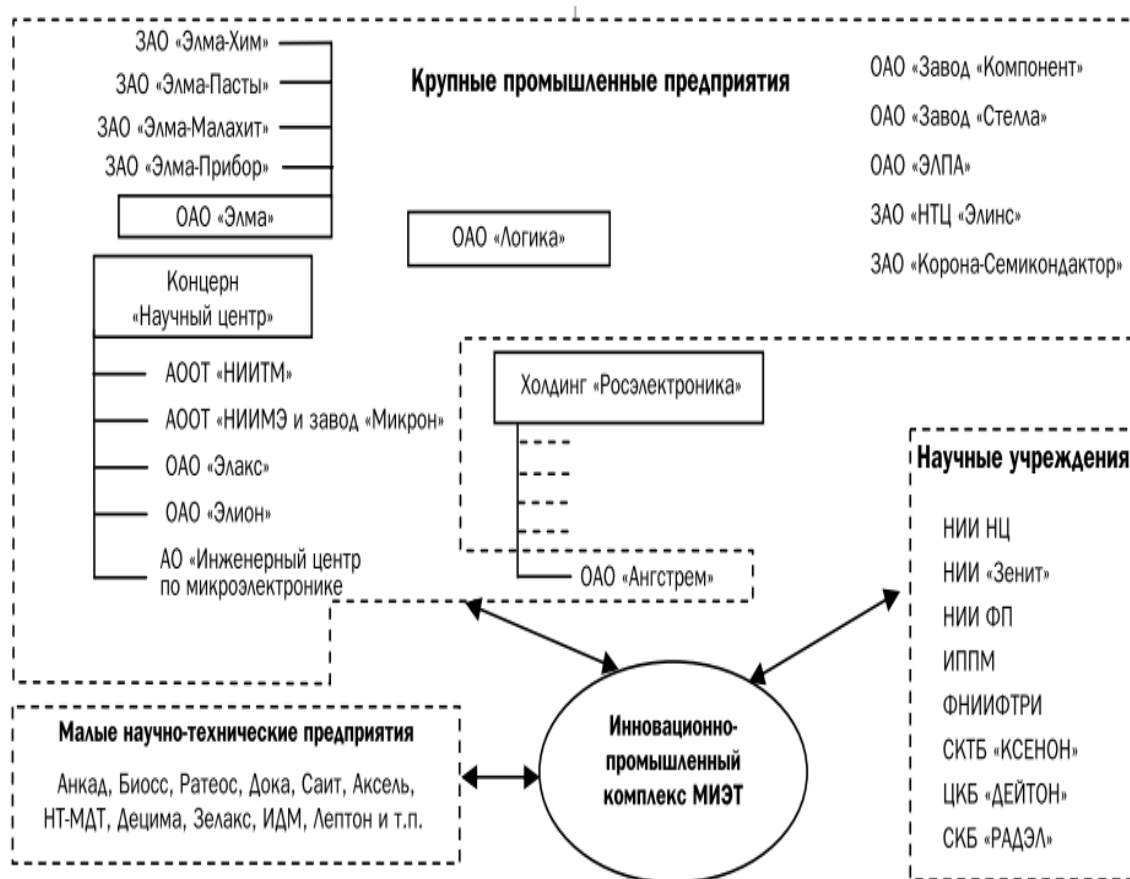 ЗАО «Элма-Хим»
ЗАО «Элма-Пасты»
ЗАО «Элма-Малахит»
ЗАО «Элма-Прибор»
ОАО «Элма»
Крупные промышленные предприятия
ОАО «Завод «Компонент»
ОАО «Завод «Стелла»
ОАО «ЭЛПА»
ЗАО «НТЦ «Элинс»
ЗАО «Корона-Семикондактор»
ОАО «Логика»
Концерн
«Научный центр»
АООТ «НИИТМ»
АООТ «НИИМЭ и завод «Микрон»
ОАО «Элакс»
ОАО «Элион»
АО «Инженерный центр
по микроэлектронике
Холдинг «Росэлектроника»
ОАО «Ангстрем»
Научные учреждения
НИИ НЦ
НИИ «Зенит»
НИИ ФП
ИППМ
ФНИИФТРИ
СКТБ «КСЕНОН»
ЦКБ «ДЕЙТОН»
СКБ «РАДЭЛ»
Малые научно-технические предприятия
Анкад, Биосс, Ратеос, Дока, Саит, Аксель,
НТ-МДТ, Децима, Зелакс, ИДМ, Лептон и т.п.
Инновационно-
промышленный
комплекс МИЭТ